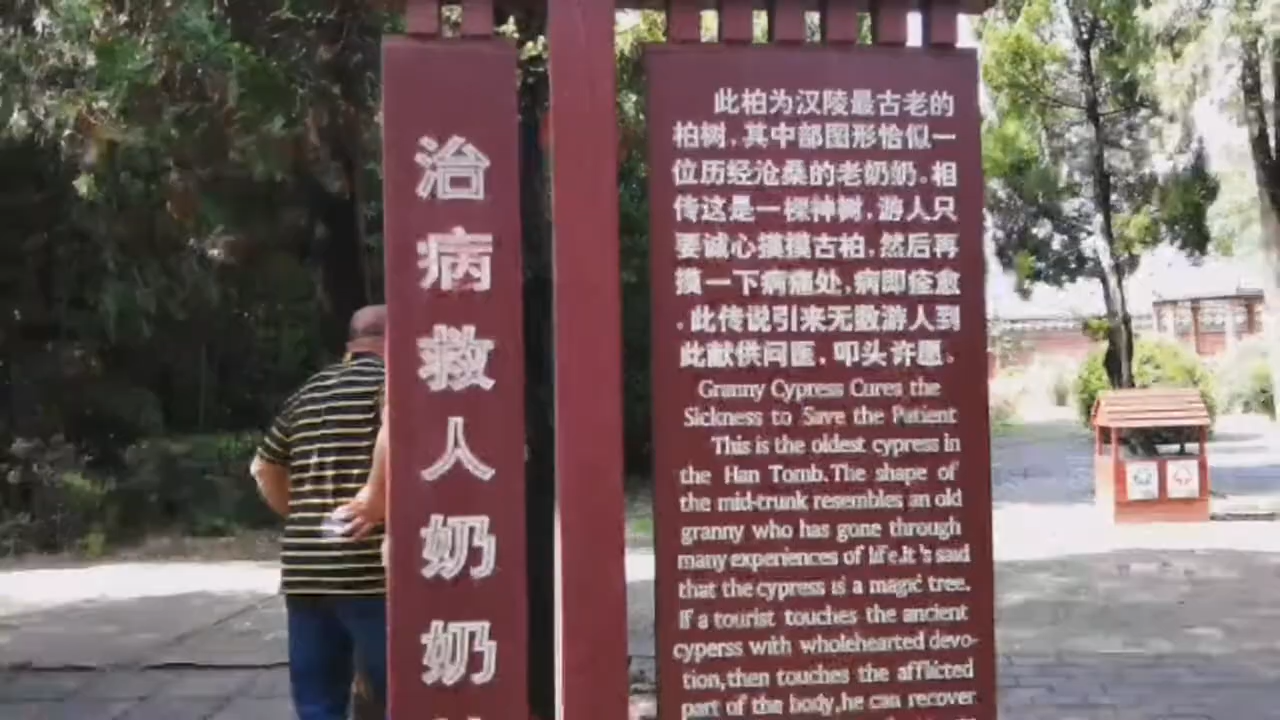 治病救人奶奶
此柏为汉陵最古老的
柏树,其中部图形恰似一
位历经沧桑的老奶奶.相
传这是一棵神树,游人只
要诚心摸摸古柏,然后再
摸一下病痛处,病即痊愈
.此传说引来无数游人到
此献供问医,叩头许愿.
Granny Cypress Cures the
Sickness to Save the Patient
This is the oldest cypress in
the Han Tomb.The shape of
the mid-trunk resembles an old
granny who has gone through
many experiences of life.It's said
that the cypress is a magic tree.
If a tourist touches the ancient
cyperss with wholehearted devo-
tion,then touches the afflicted
part of the body,he can recover